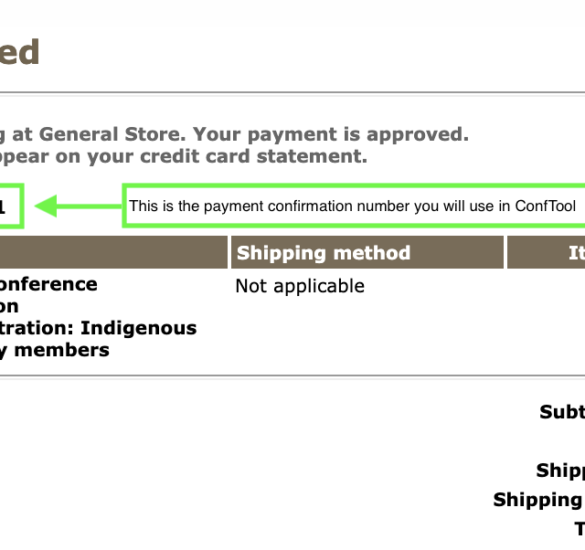 ed
g at General Store. Your payment is approved.
ppear on your credit card statement.
1
This is the payment confirmation number you will use in ConfTool
Shipping method
It
onference
Not applicable
on
tration: Indigenous
y members
Subt
Shipp
Shipping
T